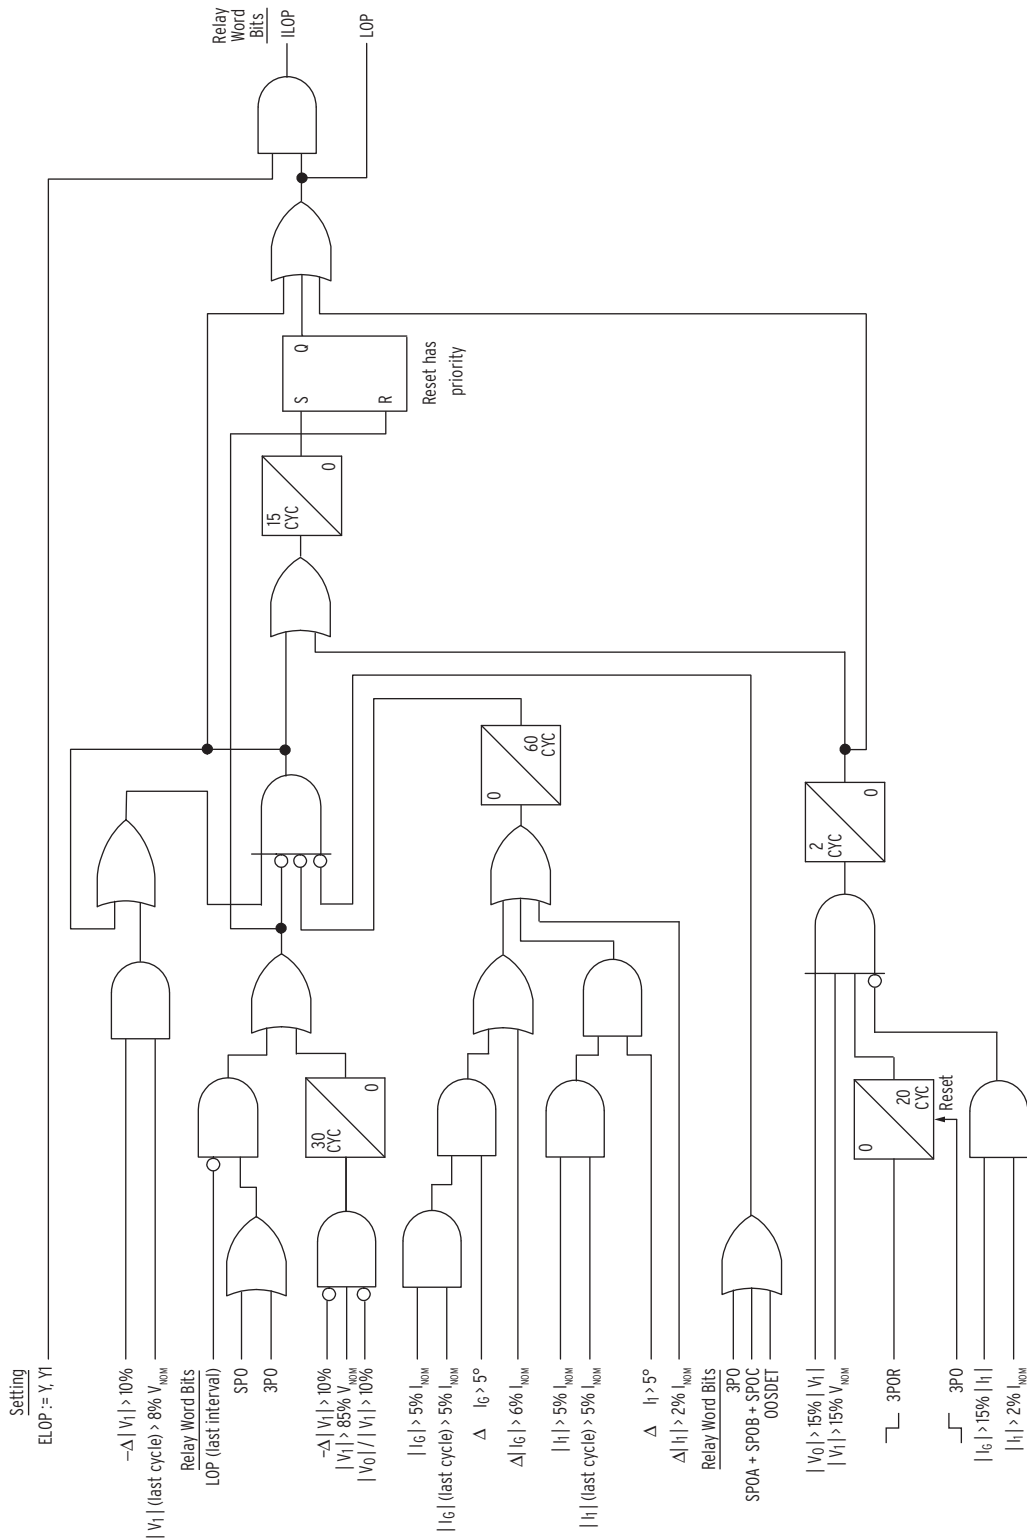 Setting
ELOP := Y, Y1
−Δ | V1 | > 10%
| V1 | (last cycle) > 8% VNOM
Relay Word Bits
LOP (last interval)
SPO
3PO
−Δ | V1 | > 10%
| V1 | > 85% VNOM
| V0 | / | V1 | > 10%
| IG | > 5% INOM
| IG | (last cycle) > 5% INOM
Δ IG > 5°
Δ| IG | > 6% INOM
| I1 | > 5% INOM
| I1 | (last cycle) > 5% INOM
Δ I1 > 5°
Δ| I1 | > 2% INOM
Relay Word Bits
3PO
SPOA + SPOB + SPOC
OOSDET
| V0 | > 15% | V1 |
| V1 | > 15% VNOM
3POR
3PO
| IG | > 15% | I1 |
| I1 | > 2% INOM
30
CYC
0
0
60
CYC
0
20
CYC
Reset
2
CYC
0
15
CYC
0
S
Q
R
Reset has
priority
Relay
Word
Bits
ILOP
LOP